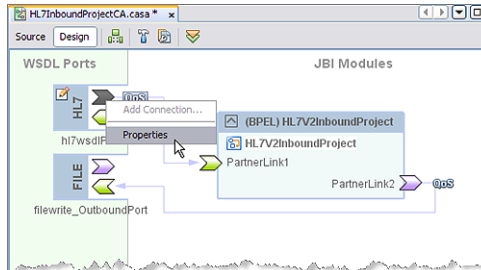 HL7InboundProjectCA.casa * x
Source Design
WSDL Ports
JBI Modules
HL7
QoS
Add Connection...
Properties
(BPEL) HL7V2InboundProject
HL7V2InboundProject
PartnerLink1
PartnerLink2
QoS
FILE
filewrite_OutboundPort